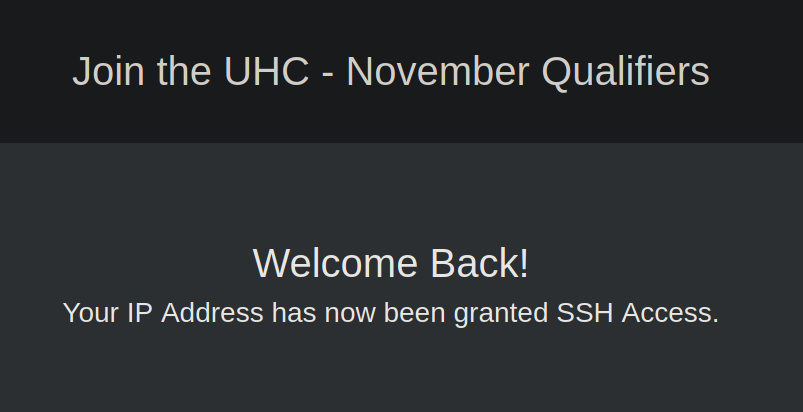 Join the UHC - November Qualifiers
Welcome Back!
Your IP Address has now been granted SSH Access.